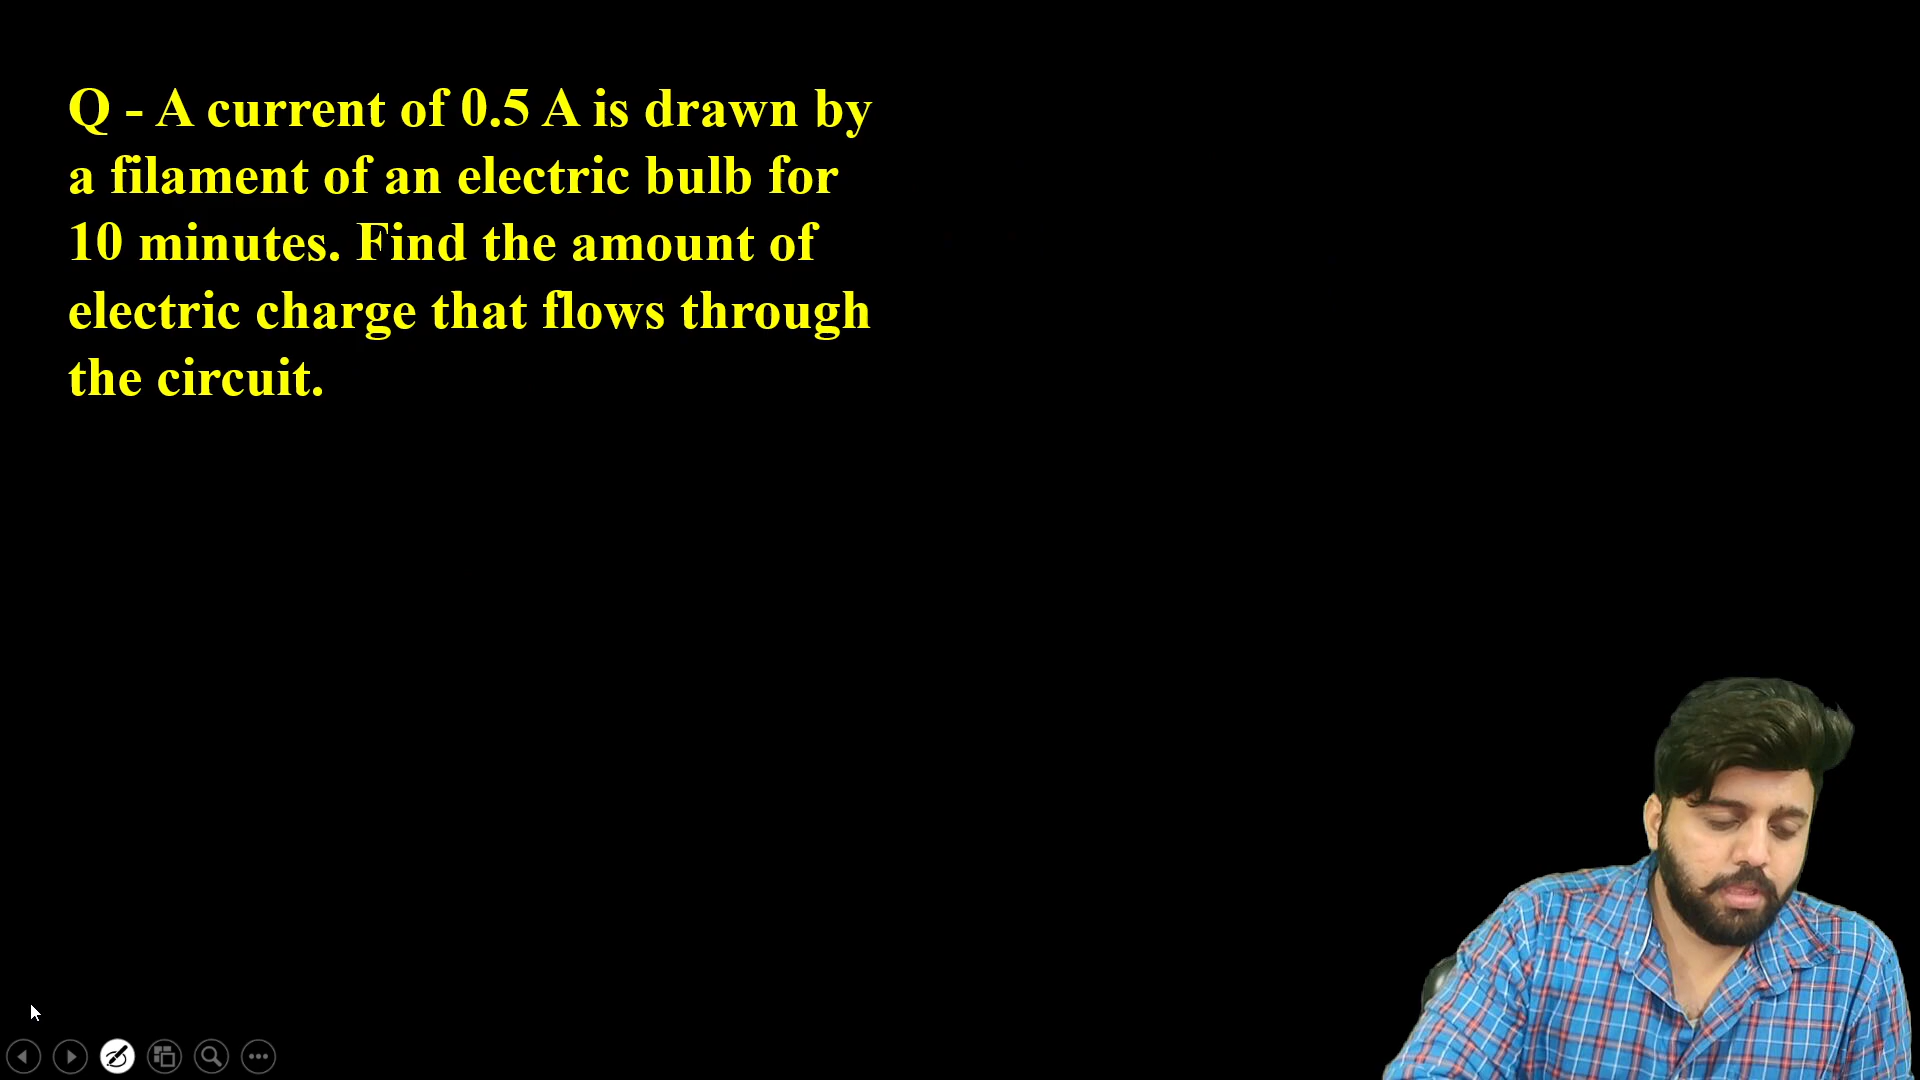 Q - A current of 0.5 A is drawn by
a filament of an electric bulb for
10 minutes. Find the amount of
electric charge that flows through
the circuit.